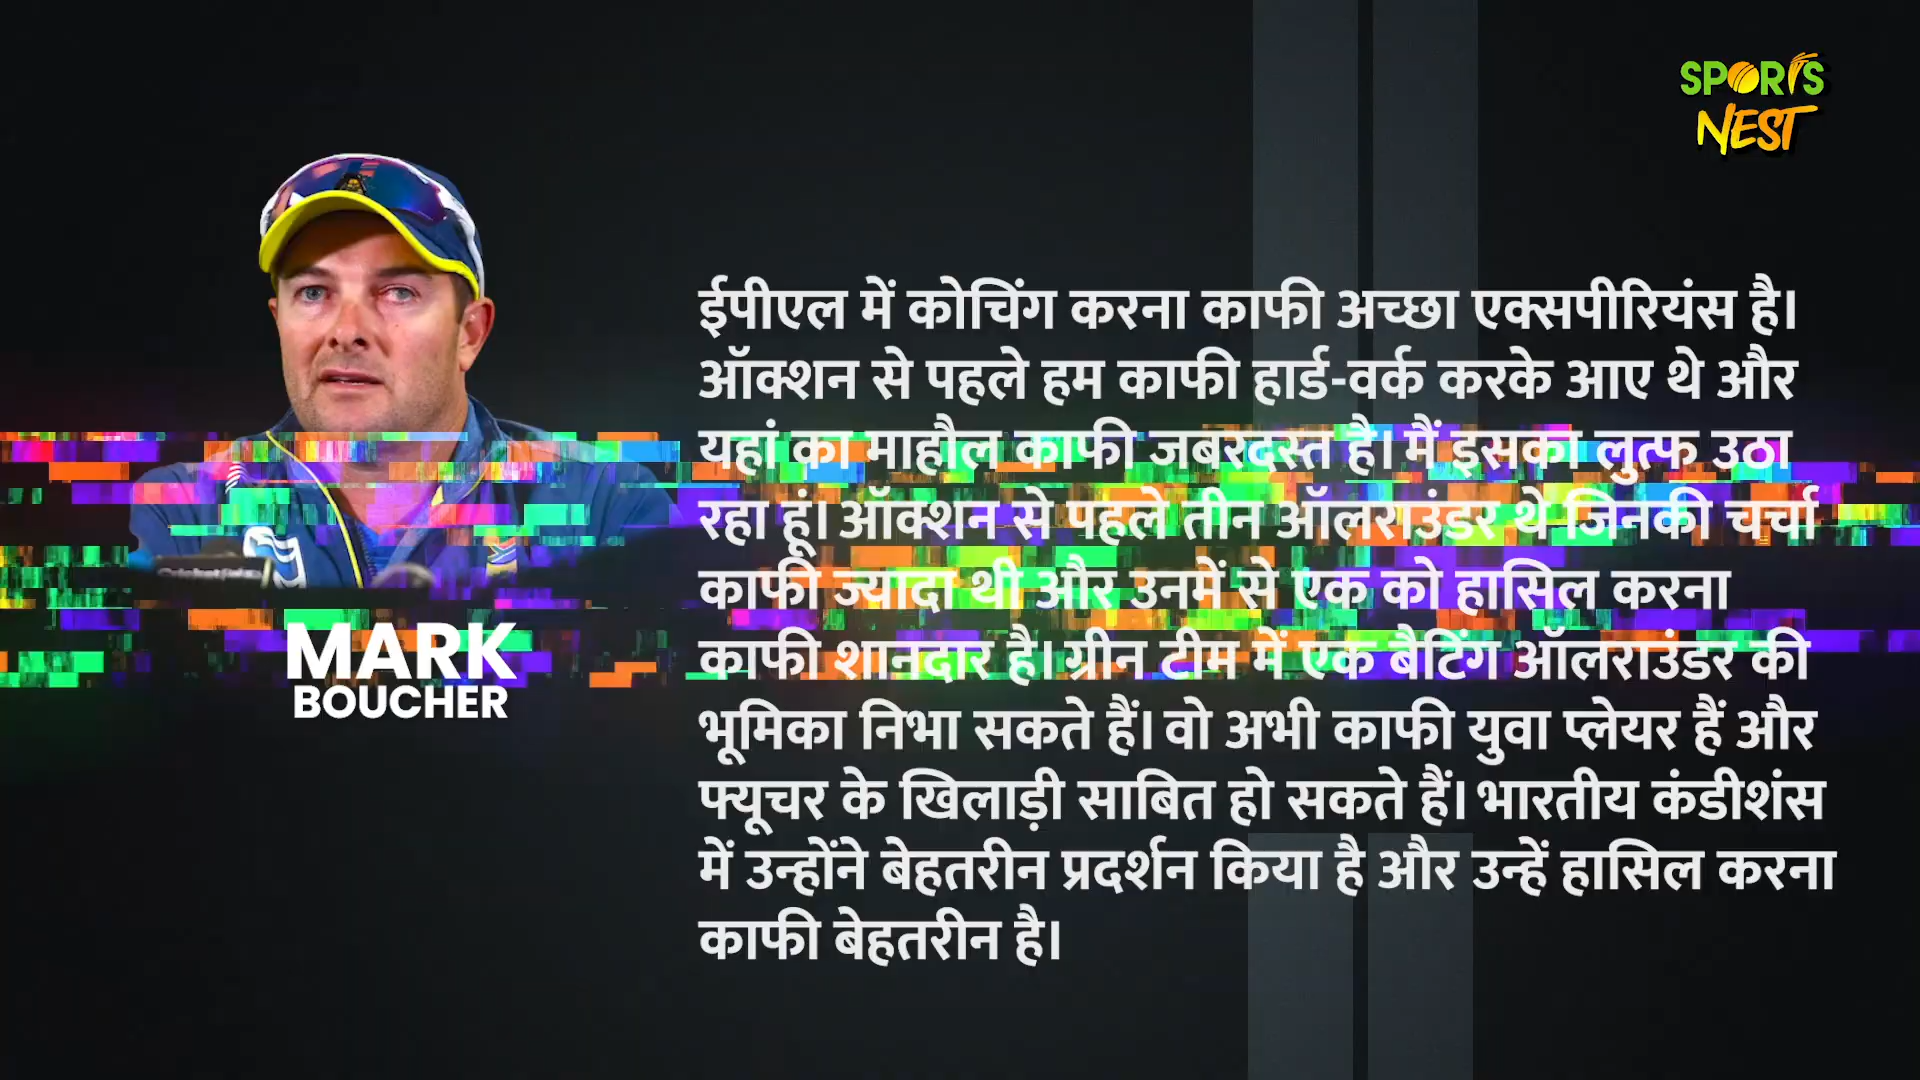 SPORTS
NEST
ईपीएल में कोचिंग करना काफी अच्छा एक्सपीरियंस है।
ऑक्शन से पहले हम काफी हार्ड-वर्क करके आए थे और
यहां का माहौल काफी जबरदस्त है। मैं इसका लुत्फ उठा
रहा हूं। ऑक्शन से पहले तीन ऑलराउंडर थे जिनकी चर्चा
काफी ज्यादा थी और उनमें से एक को हासिल करना
काफी शानदार है। ग्रीन टीम में एक बैटिंग ऑलराउंडर की
भूमिका निभा सकते हैं। वो अभी काफी युवा प्लेयर हैं और
फ्यूचर के खिलाड़ी साबित हो सकते हैं। भारतीय कंडीशंस
में उन्होंने बेहतरीन प्रदर्शन किया है और उन्हें हासिल करना
काफी बेहतरीन है।
MARK
BOUCHER